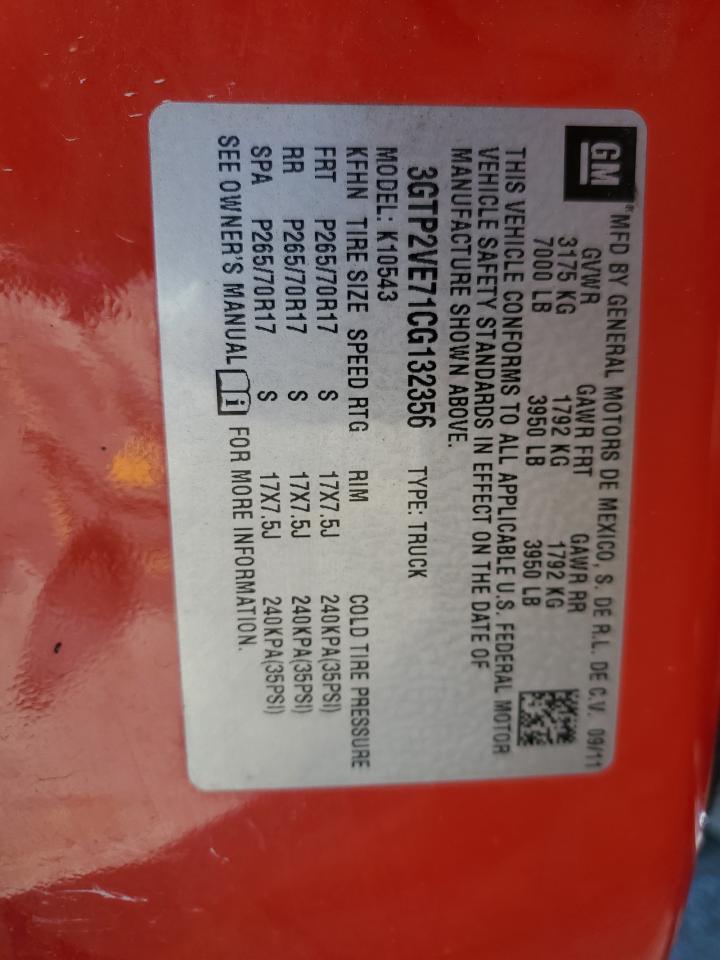 GM
MFD BY GENERAL MOTORS DE MEXICO, S. DE R.L. DE C.V. 09/11
GVWR GAWR FRT GAWR RR
3175 KG 1792 KG 1792 KG
7000 LB 3950 LB 3950 LB
THIS VEHICLE CONFORMS TO ALL APPLICABLE U.S. FEDERAL MOTOR
VEHICLE SAFETY STANDARDS IN EFFECT ON THE DATE OF
MANUFACTURE SHOWN ABOVE.
3GTP2VE71CG132356 TYPE: TRUCK
MODEL: K10543
KFHN TIRE SIZE SPEED RTG RIM COLD TIRE PRESSURE
FRT P265/70R17 S 17X7.5J 240KPA(35PSI)
RR P265/70R17 S 17X7.5J 240KPA(35PSI)
SPA P265/70R17 S 17X7.5J 240KPA(35PSI)
SEE OWNER'S MANUAL i FOR MORE INFORMATION.